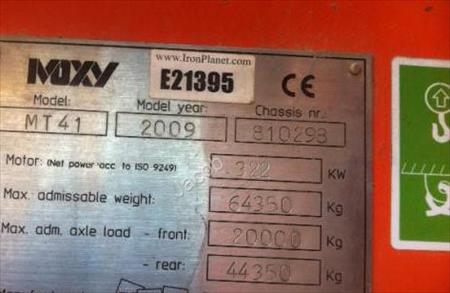 www.IronPlanet.com
MOXY E21395 CE
Model: Model year: Chassis nr.:
MT41 2009 810298
Motor: (Net power acc to ISO 9249) 322 KW
Max. admissable weight: 64350 Kg
Max. adm. axle load - front: 20000 Kg
- rear: 44350 Kg